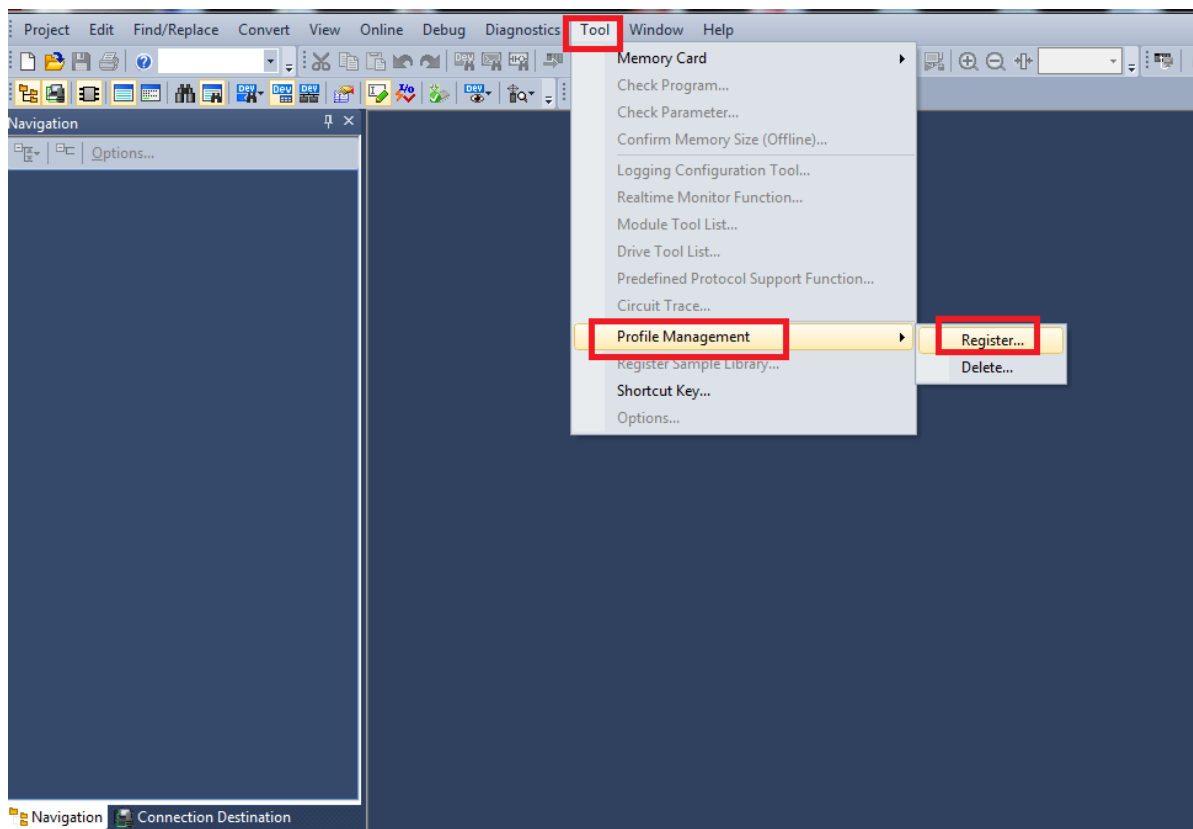 Project Edit Find/Replace Convert View Online Debug Diagnostics Tool Window Help
Navigation
Options...
Memory Card
Check Program...
Check Parameter...
Confirm Memory Size (Offline)...
Logging Configuration Tool...
Realtime Monitor Function...
Module Tool List...
Drive Tool List...
Predefined Protocol Support Function...
Circuit Trace...
Profile Management
Register...
Register Sample Library...
Delete...
Shortcut Key...
Options...
Navigation Connection Destination